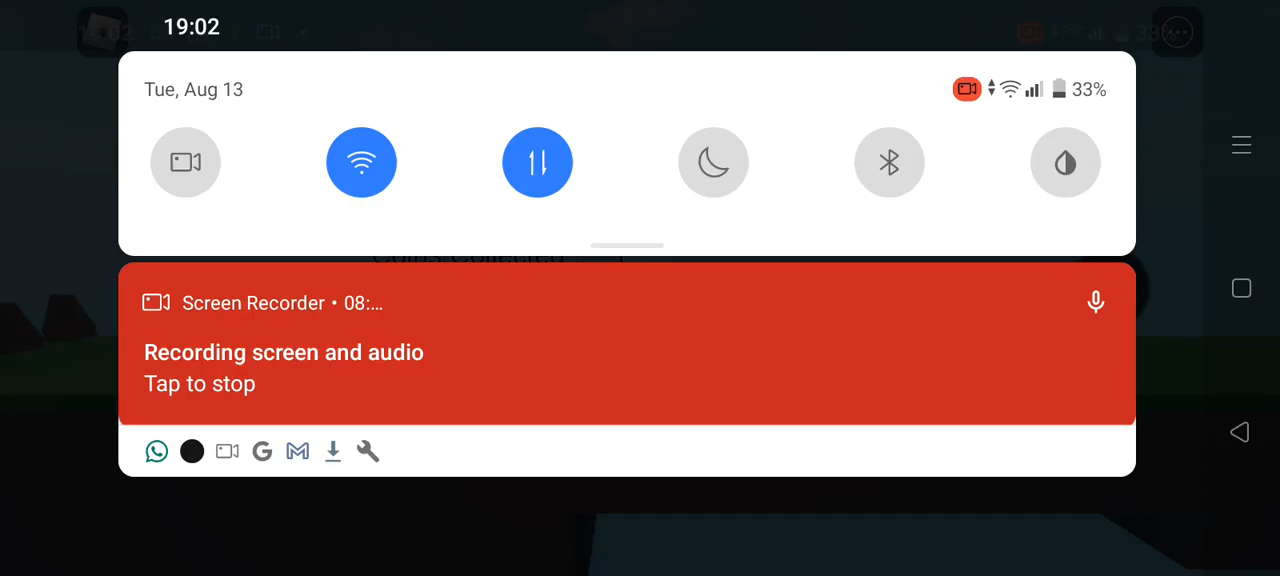 19:02
Tue, Aug 13
33%
Screen Recorder • 08:...
Recording screen and audio
Tap to stop